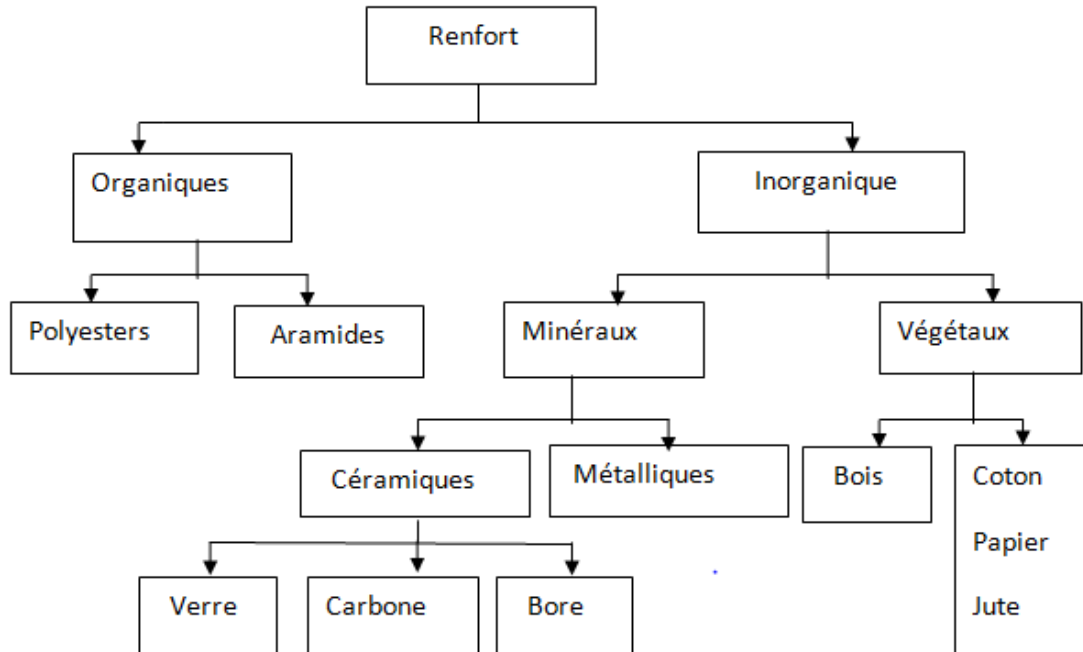 Renfort
Organiques
Inorganique
Polyesters
Aramides
Minéraux
Végétaux
Céramiques
Métalliques
Bois
Coton
Papier
Jute
Verre
Carbone
Bore